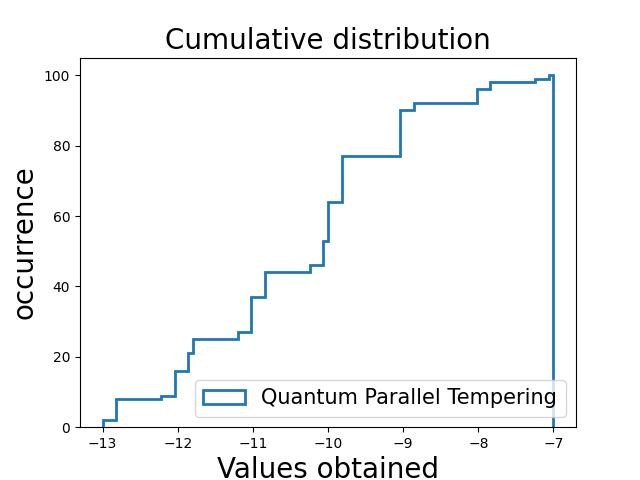 Cumulative distribution
occurrence
100
80
60
40
20
0
Quantum Parallel Tempering
−13 −12 −11 −10 −9 −8 −7
Values obtained